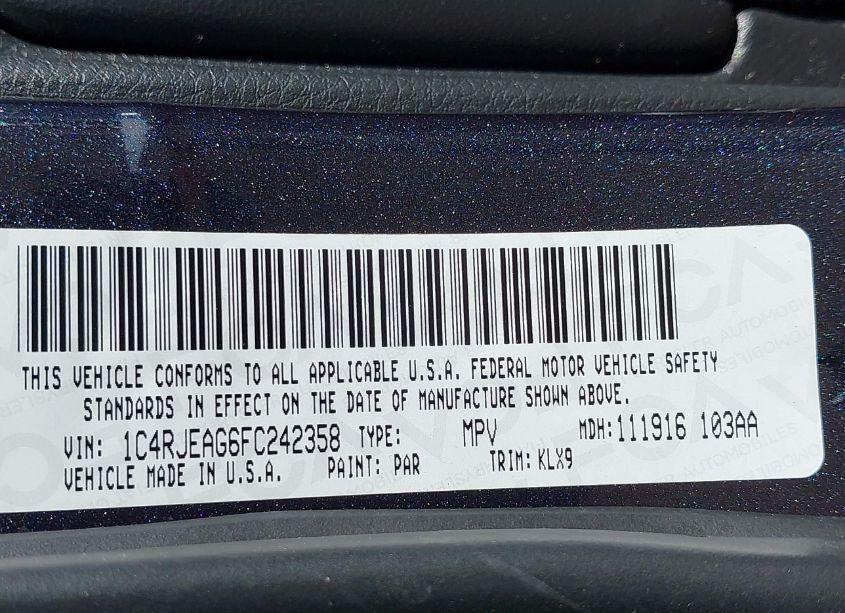 THIS VEHICLE CONFORMS TO ALL APPLICABLE U.S.A. FEDERAL MOTOR VEHICLE SAFETY
STANDARDS IN EFFECT ON THE DATE OF MANUFACTURE SHOWN ABOVE.
VIN: 1C4RJEAG6FC242358 TYPE: MPV MDH:111916 103AA
VEHICLE MADE IN U.S.A. PAINT: PAR TRIM: KLX9